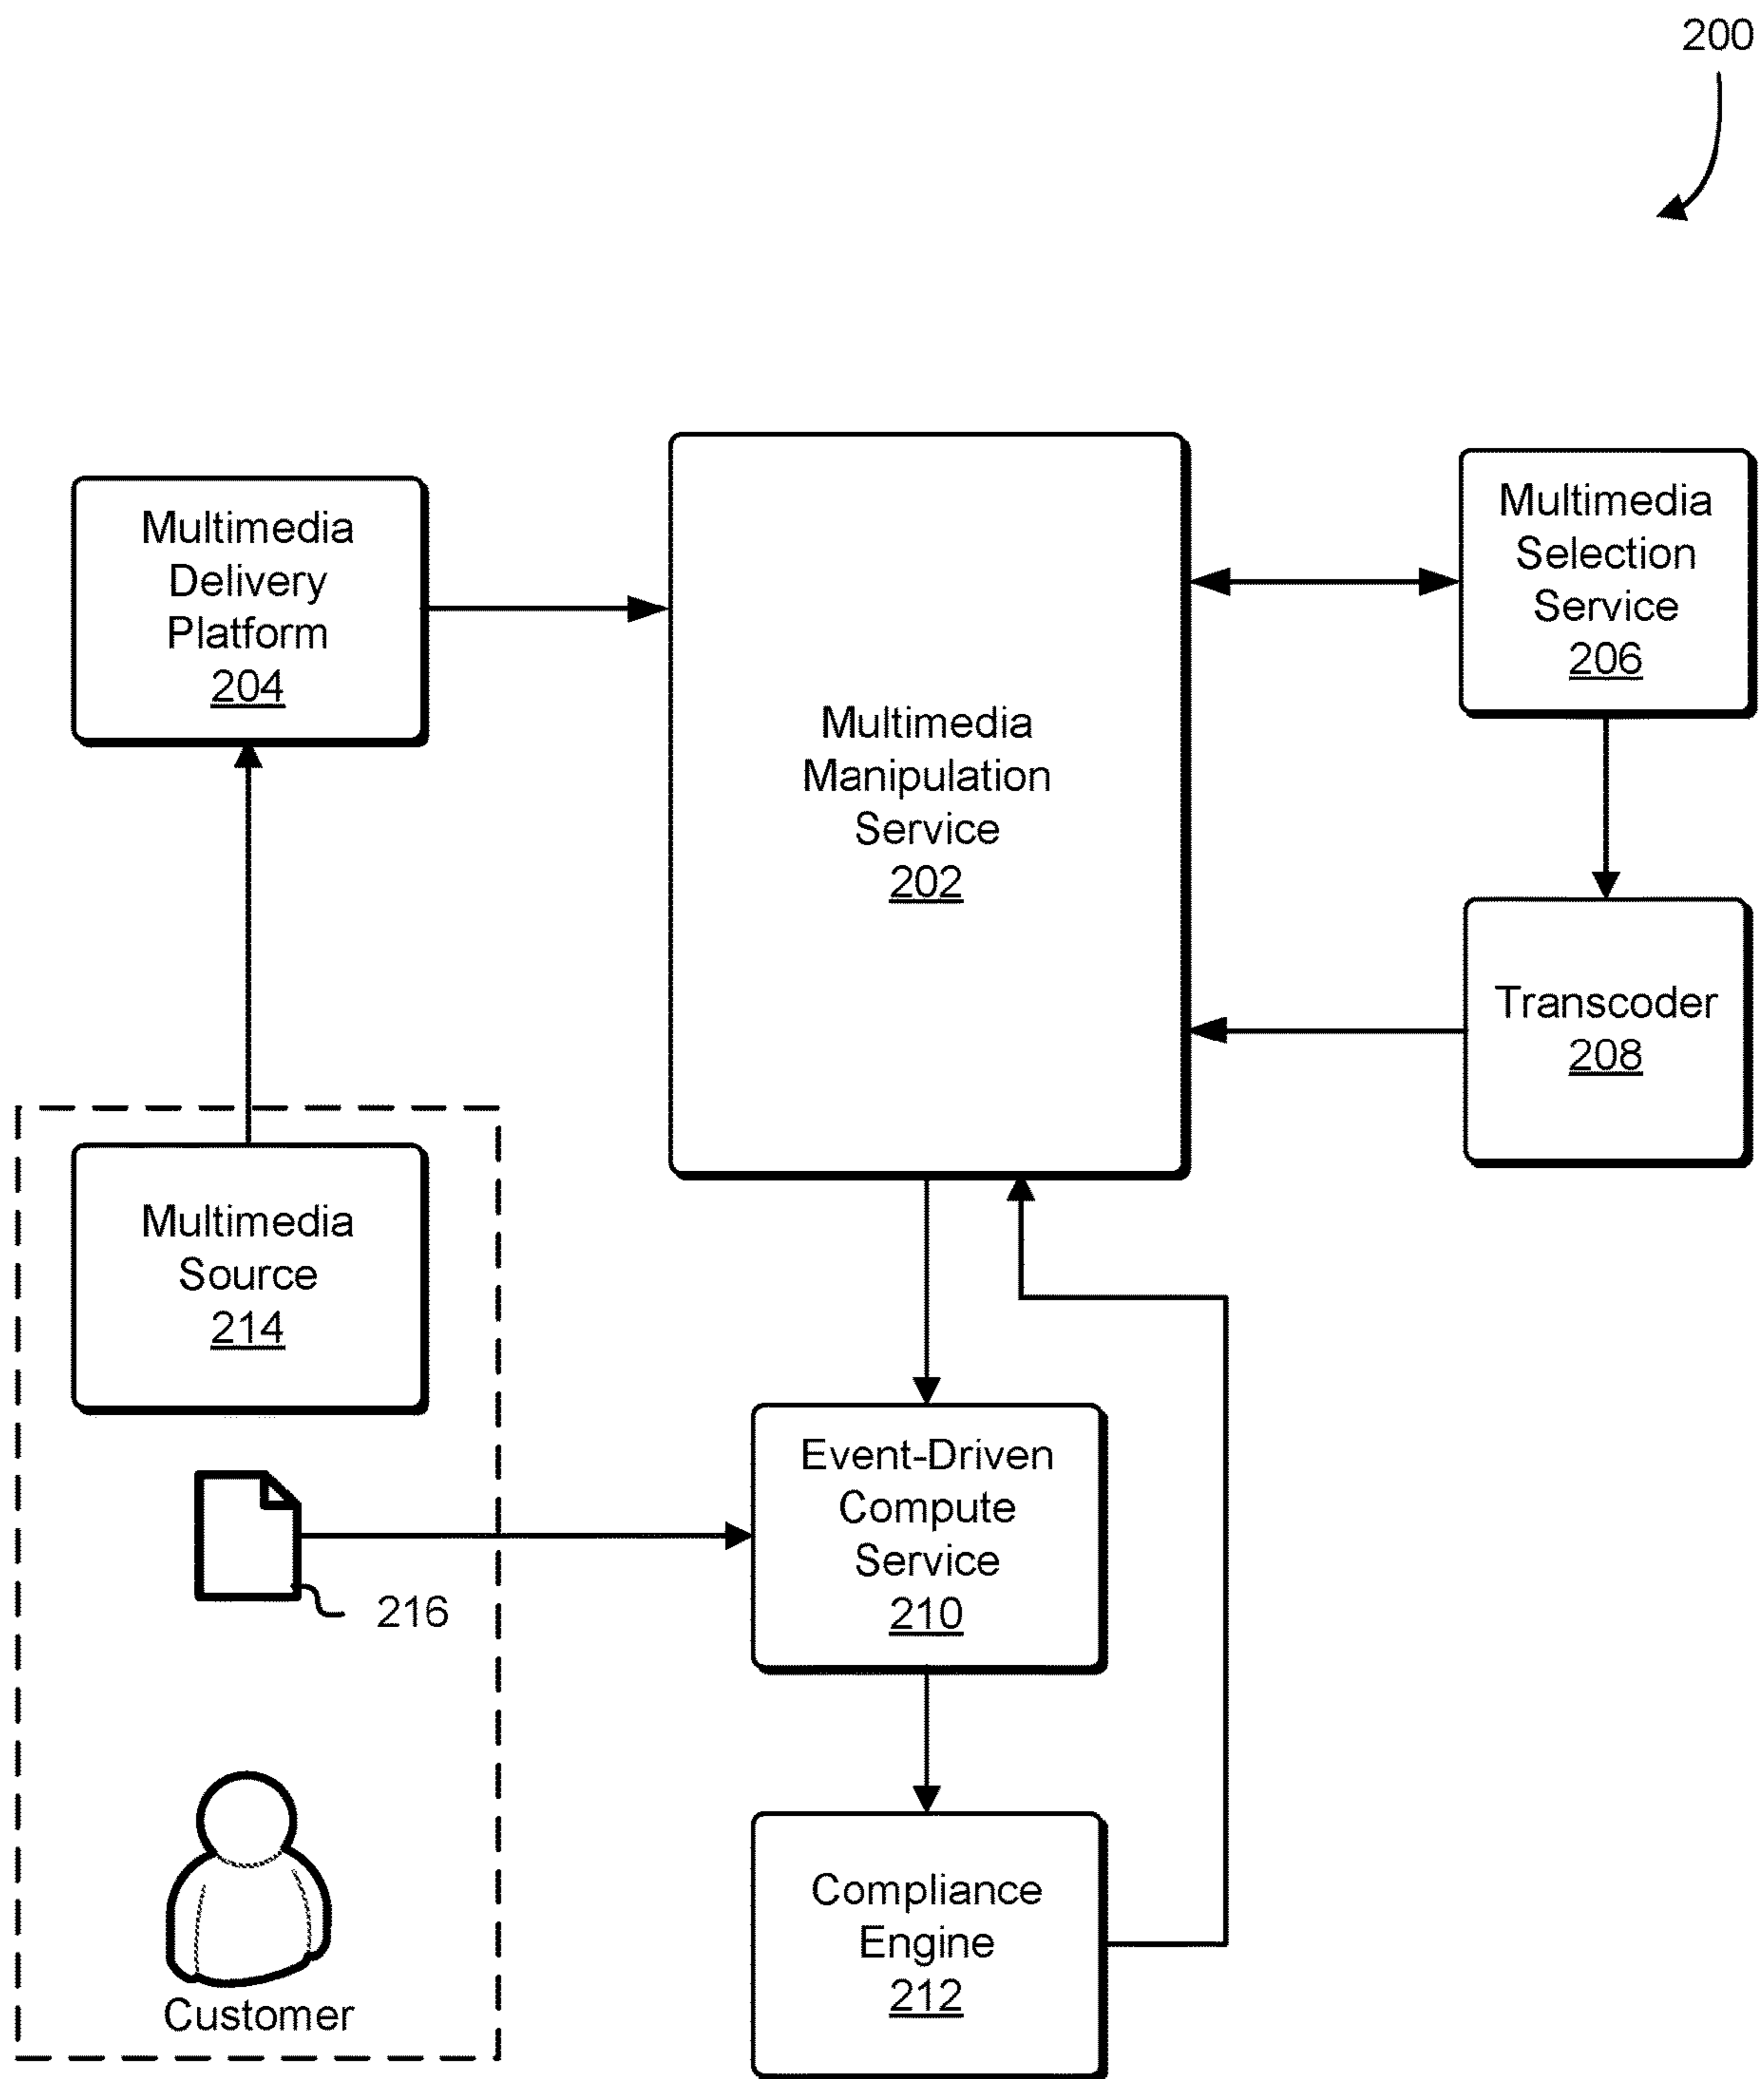 200
Multimedia
Delivery
Platform
204
Multimedia
Manipulation
Service
202
Multimedia
Selection
Service
206
Transcoder
208
Multimedia
Source
214
216
Customer
Event-Driven
Compute
Service
210
Compliance
Engine
212